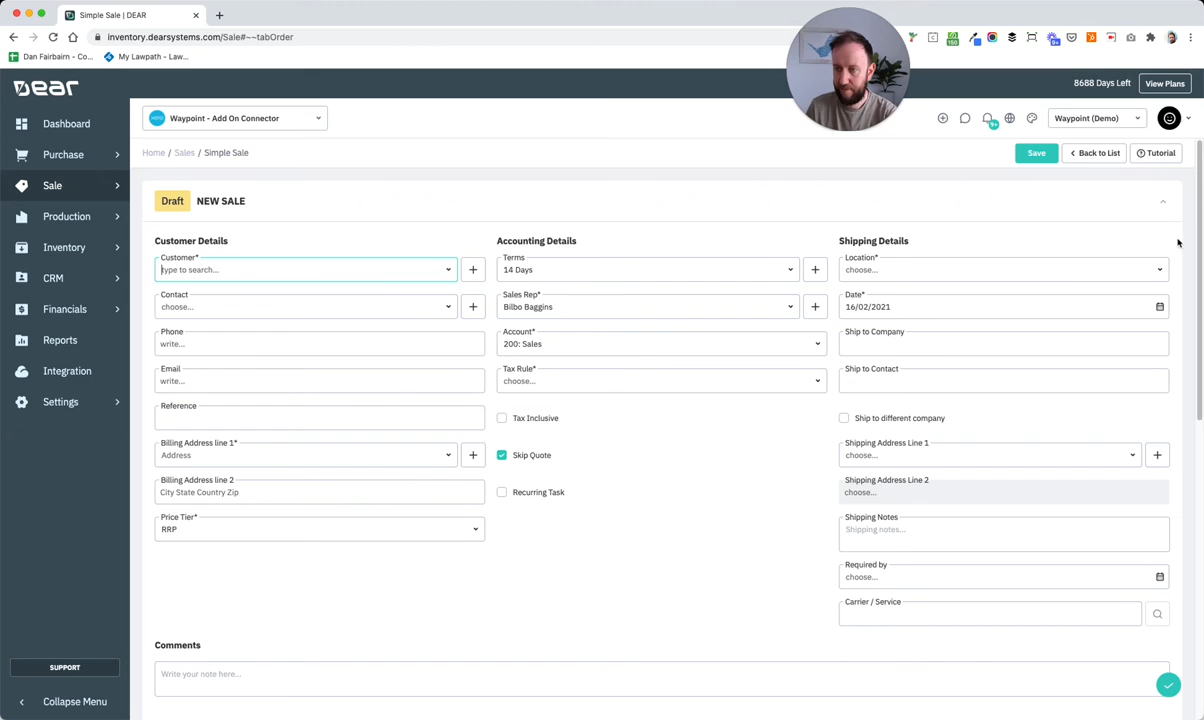 Simple Sale | DEAR
inventory.dearsystems.com/Sale#~~tabOrder
Dan Fairbairn - Co...
My Lawpath - Law...
150
9+
DEAR
8688 Days Left
View Plans
Dashboard
Purchase
Sale
Production
Inventory
CRM
Financials
Reports
Integration
Settings
SUPPORT
Collapse Menu
Waypoint - Add On Connector
Waypoint (Demo)
Home / Sales / Simple Sale
Save
Back to List
Tutorial
Draft
NEW SALE
Customer Details
Customer*
Type to search...
Contact
choose...
Phone
write...
Email
write...
Reference
Billing Address line 1*
Address
Billing Address line 2
City State Country Zip
Price Tier*
RRP
Accounting Details
Terms
14 Days
Sales Rep*
Bilbo Baggins
Account*
200: Sales
Tax Rule*
choose...
Tax Inclusive
Skip Quote
Recurring Task
Shipping Details
Location*
choose...
Date*
16/02/2021
Ship to Company
Ship to Contact
Ship to different company
Shipping Address Line 1
choose...
Shipping Address Line 2
choose...
Shipping Notes
Shipping notes...
Required by
choose...
Carrier / Service
Comments
Write your note here...